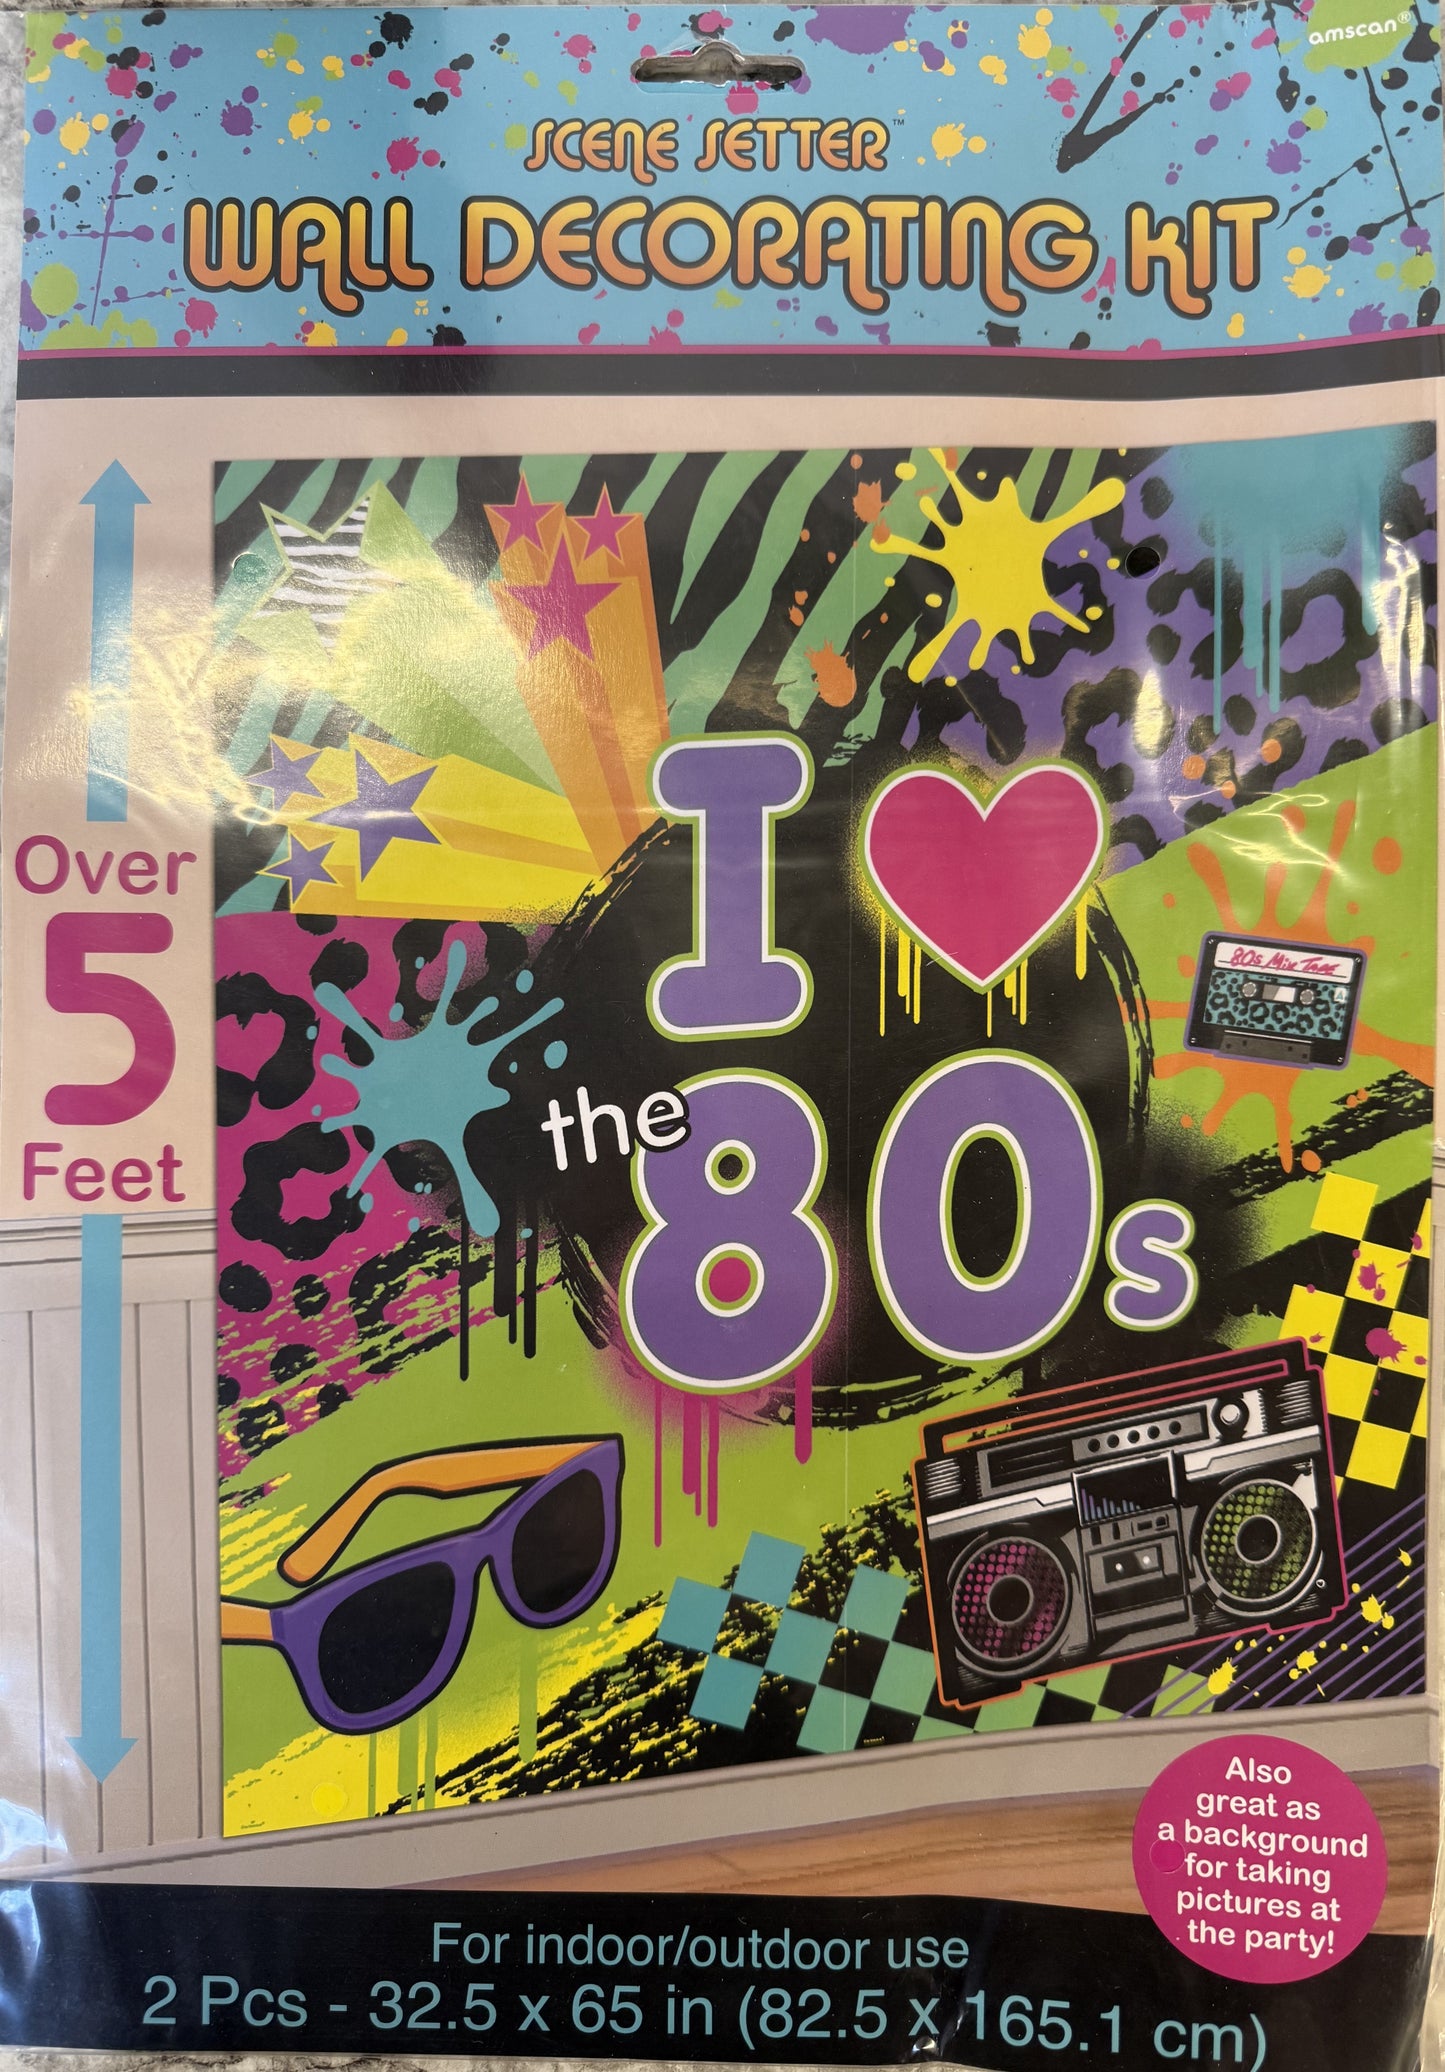 amscan®
SCENE SETTER™
WALL DECORATING KIT
Over
5
Feet
I
the 80s
80s Mix Tape
A
Also
great as
a background
for taking
pictures at
the party!
For indoor/outdoor use
2 Pcs - 32.5 x 65 in (82.5 x 165.1 cm)